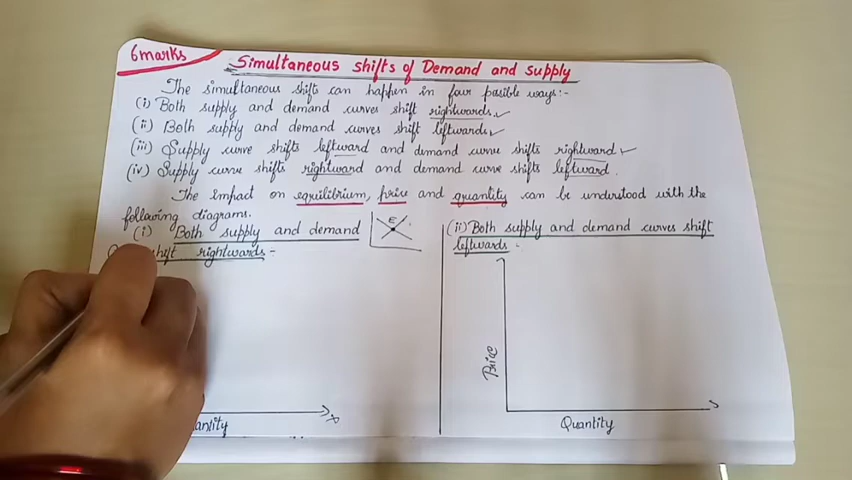 6 marks
Simultaneous shifts of Demand and Supply
The simultaneous shift can happen in four posible ways:-
(i) Both supply and demand curves shift rightwards.
(ii) Both supply and demand curves shift leftwards.
(iii) Supply curve shifts leftward and demand curve shifts rightward
(iv) Supply curve shifts rightward and demand curve shifts leftward.
The impact on equilibrium, price and quantity can be understood with the
following diagrams.
(i) Both supply and demand
shift rightwards:-
E
(ii) Both supply and demand curves shift
leftwards:-
Price
x
Quantity